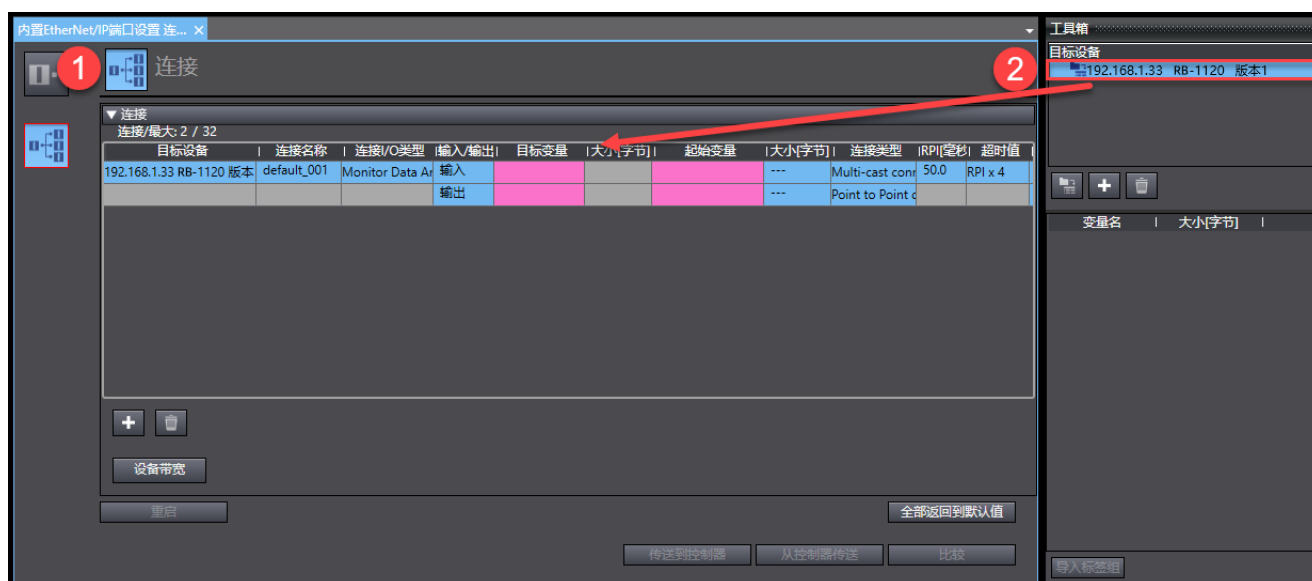 内置EtherNet/IP端口设置 连... ×
1
连接
▼连接
连接/最大: 2 / 32
目标设备 连接名称 连接I/O类型 输入/输出 目标变量 大小[字节] 起始变量 大小[字节] 连接类型 RPI[毫秒] 超时值
192.168.1.33 RB-1120 版本 default_001 Monitor Data Ar 输入 --- Multi-cast conn 50.0 RPI x 4
输出 --- Point to Point c
设备带宽
重启 全部返回到默认值
传送到控制器 从控制器传送 比较
工具箱
目标设备
2
192.168.1.33 RB-1120 版本1
变量名 大小[字节]
导入标签组